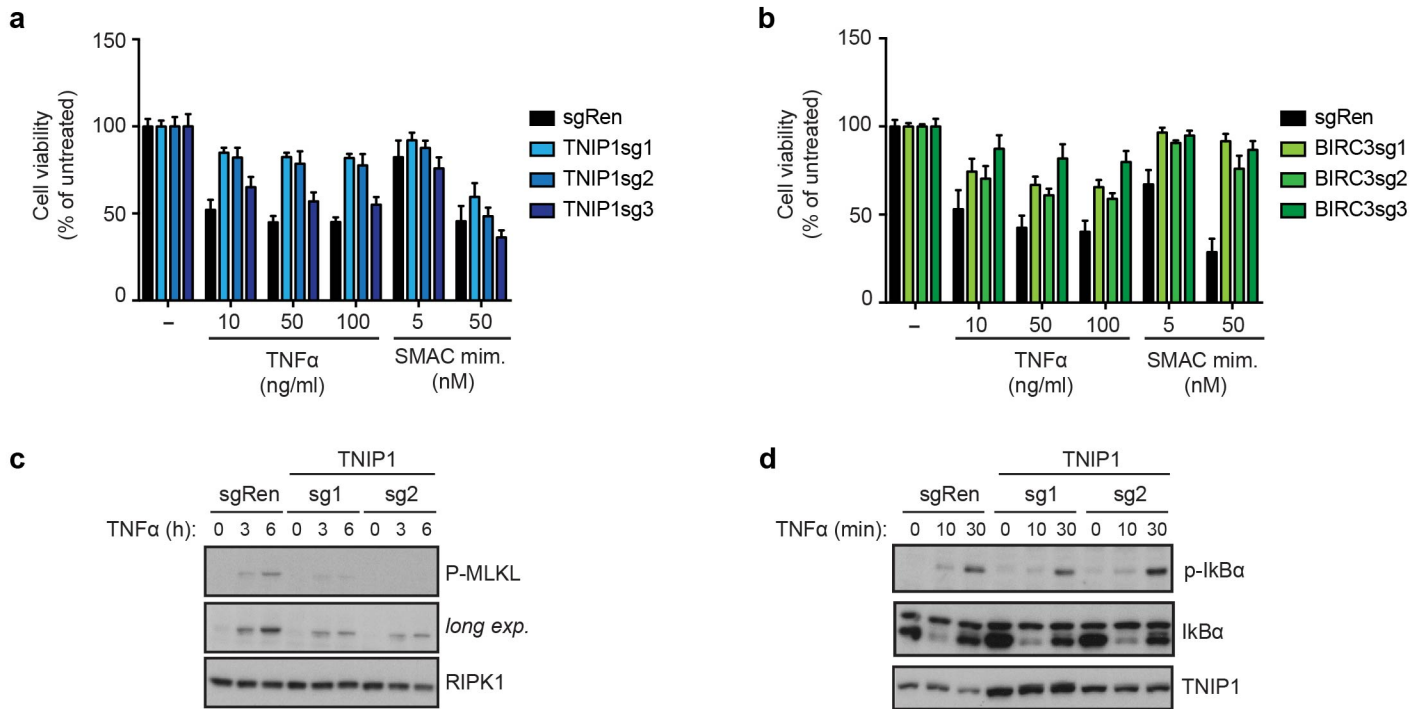 a
150
100
50
0
Cell viability
(% of untreated)
– 10 50 100 5 50
TNFα
(ng/ml)
SMAC mim.
(nM)
sgRen
TNIP1sg1
TNIP1sg2
TNIP1sg3
b
150
100
50
0
Cell viability
(% of untreated)
– 10 50 100 5 50
TNFα
(ng/ml)
SMAC mim.
(nM)
sgRen
BIRC3sg1
BIRC3sg2
BIRC3sg3
c
TNIP1
sgRen sg1 sg2
TNFα (h): 0 3 6 0 3 6 0 3 6
P-MLKL
long exp.
RIPK1
d
TNIP1
sgRen sg1 sg2
TNFα (min): 0 10 30 0 10 30 0 10 30
p-IkBα
IkBα
TNIP1